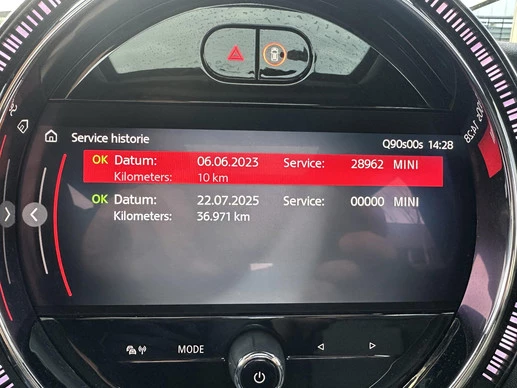 Service historie
Q90s00s 14:28
OK Datum: 06.06.2023 Service: 28962 MINI
Kilometers: 10 km
OK Datum: 22.07.2025 Service: 00000 MINI
Kilometers: 36.971 km
MODE